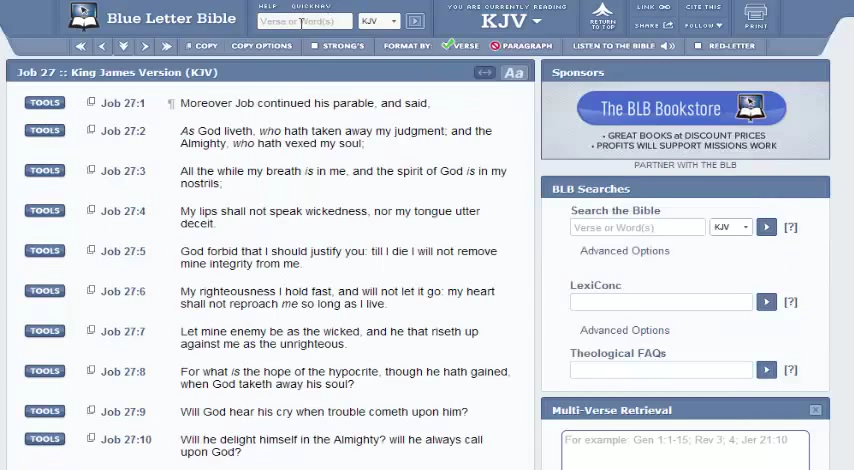 HELP QUICKNAV
YOU ARE CURRENTLY READING
LINK CITE THIS
Blue Letter Bible
Verse or Word(s) KJV
KJV
RETURN TO TOP
SHARE FOLLOW
PRINT
COPY COPY OPTIONS STRONG'S FORMAT BY: VERSE PARAGRAPH LISTEN TO THE BIBLE RED-LETTER
Job 27 :: King James Version (KJV) Aa
TOOLS Job 27:1 ¶ Moreover Job continued his parable, and said,
TOOLS Job 27:2 As God liveth, who hath taken away my judgment; and the
Almighty, who hath vexed my soul;
TOOLS Job 27:3 All the while my breath is in me, and the spirit of God is in my
nostrils;
TOOLS Job 27:4 My lips shall not speak wickedness, nor my tongue utter
deceit.
TOOLS Job 27:5 God forbid that I should justify you: till I die I will not remove
mine integrity from me.
TOOLS Job 27:6 My righteousness I hold fast, and will not let it go: my heart
shall not reproach me so long as I live.
TOOLS Job 27:7 Let mine enemy be as the wicked, and he that riseth up
against me as the unrighteous.
TOOLS Job 27:8 For what is the hope of the hypocrite, though he hath gained,
when God taketh away his soul?
TOOLS Job 27:9 Will God hear his cry when trouble cometh upon him?
TOOLS Job 27:10 Will he delight himself in the Almighty? will he always call
upon God?
Sponsors
The BLB Bookstore
• GREAT BOOKS at DISCOUNT PRICES
• PROFITS WILL SUPPORT MISSIONS WORK
PARTNER WITH THE BLB
BLB Searches
Search the Bible
Verse or Word(s) KJV [?]
Advanced Options
LexiConc
[?]
Advanced Options
Theological FAQs
[?]
Multi-Verse Retrieval
For example: Gen 1:1-15; Rev 3; 4; Jer 21:10